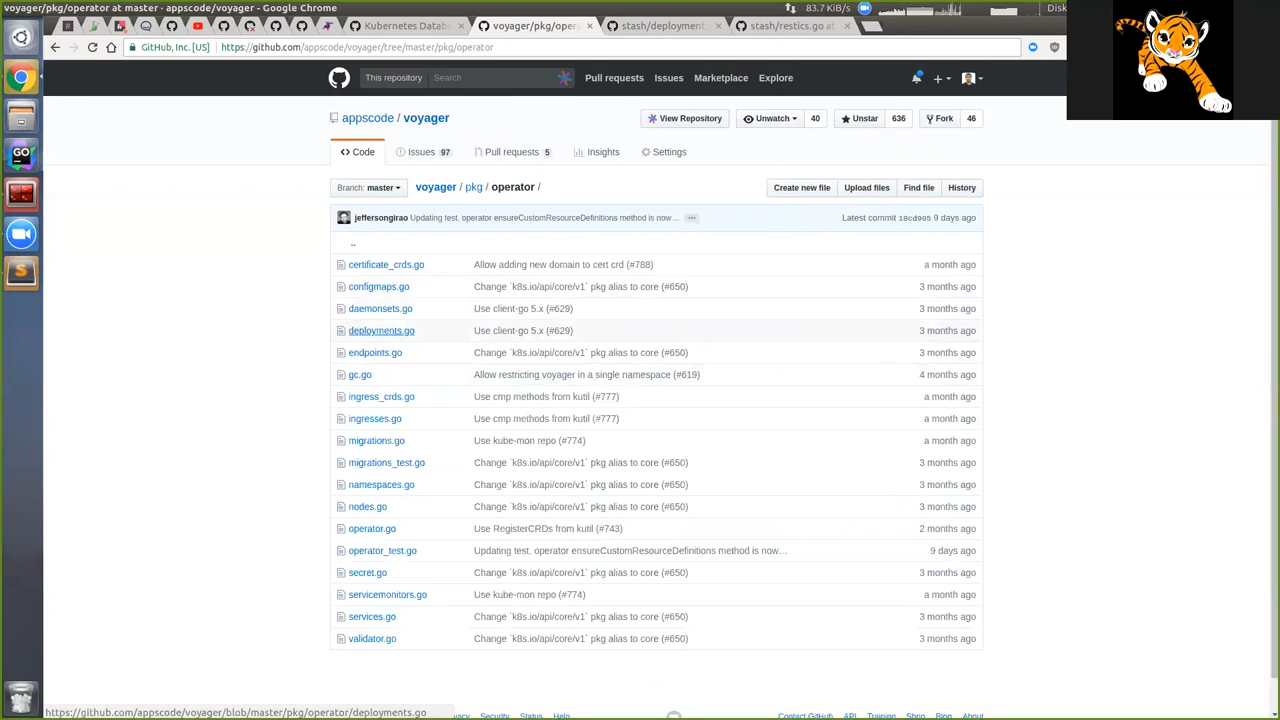 voyager/pkg/operator at master · appscode/voyager - Google Chrome
83.7 KiB/s
Disk
Kubernetes Datab
voyager/pkg/oper
stash/deployment.
stash/restics.go at
GitHub, Inc. [US]
https://github.com/appscode/voyager/tree/master/pkg/operator
This repository
Search
Pull requests
Issues
Marketplace
Explore
appscode / voyager
View Repository
Unwatch
40
Unstar
636
Fork
46
Code
Issues 97
Pull requests 5
Insights
Settings
Branch: master
voyager / pkg / operator /
Create new file
Upload files
Find file
History
jeffersongirao Updating test, operator ensureCustomResourceDefinitions method is now…
Latest commit 18cd905 9 days ago
..
certificate_crds.go Allow adding new domain to cert crd (#788) a month ago
configmaps.go Change `k8s.io/api/core/v1` pkg alias to core (#650) 3 months ago
daemonsets.go Use client-go 5.x (#629) 3 months ago
deployments.go Use client-go 5.x (#629) 3 months ago
endpoints.go Change `k8s.io/api/core/v1` pkg alias to core (#650) 3 months ago
gc.go Allow restricting voyager in a single namespace (#619) 4 months ago
ingress_crds.go Use cmp methods from kutil (#777) a month ago
ingresses.go Use cmp methods from kutil (#777) a month ago
migrations.go Use kube-mon repo (#774) a month ago
migrations_test.go Change `k8s.io/api/core/v1` pkg alias to core (#650) 3 months ago
namespaces.go Change `k8s.io/api/core/v1` pkg alias to core (#650) 3 months ago
nodes.go Change `k8s.io/api/core/v1` pkg alias to core (#650) 3 months ago
operator.go Use RegisterCRDs from kutil (#743) 2 months ago
operator_test.go Updating test, operator ensureCustomResourceDefinitions method is now… 9 days ago
secret.go Change `k8s.io/api/core/v1` pkg alias to core (#650) 3 months ago
servicemonitors.go Use kube-mon repo (#774) a month ago
services.go Change `k8s.io/api/core/v1` pkg alias to core (#650) 3 months ago
validator.go Change `k8s.io/api/core/v1` pkg alias to core (#650) 3 months ago
https://github.com/appscode/voyager/blob/master/pkg/operator/deployments.go
Security Status Help
Contact GitHub API Training Shop Blog About
GO